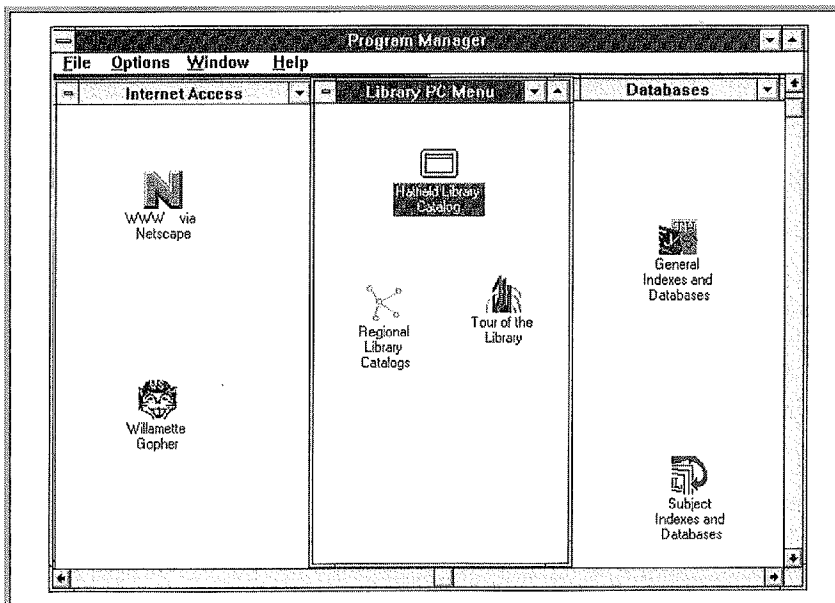 Program Manager
File Options Window Help
Internet Access
WWW via
Netscape
Willamette
Gopher
Library PC Menu
Hatfield Library
Catalog
Regional
Library
Catalogs
Tour of the
Library
Databases
General
Indexes and
Databases
Subject
Indexes and
Databases